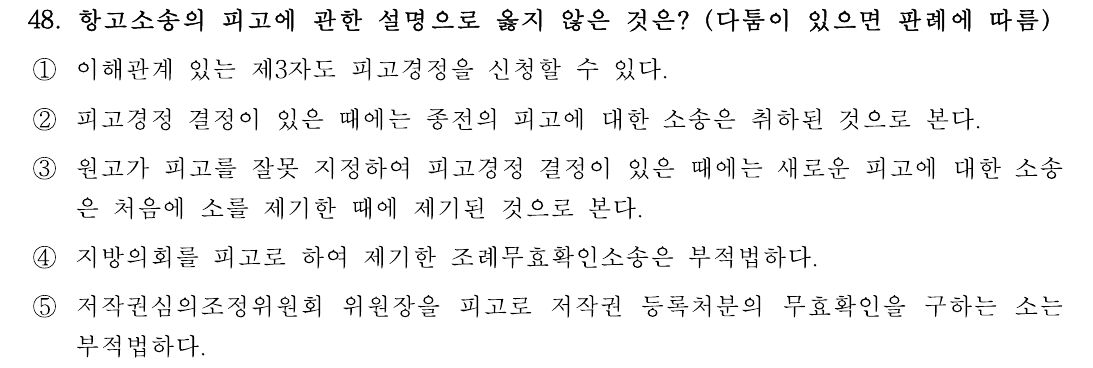 48. 항고소송의 피고에 관한 설명으로 옳지 않은 것은? (다툼이 있으면 판례에 따름)
① 이해관계 있는 제3자도 피고경정을 신청할 수 있다.
② 피고경정 결정이 있은 때에는 종전의 피고에 대한 소송은 취하된 것으로 본다.
③ 원고가 피고를 잘못 지정하여 피고경정 결정이 있은 때에는 새로운 피고에 대한 소송
은 처음에 소를 제기한 때에 제기된 것으로 본다.
④ 지방의회를 피고로 하여 제기한 조례무효확인소송은 부적법하다.
⑤ 저작권심의조정위원회 위원장을 피고로 저작권 등록처분의 무효확인을 구하는 소는
부적법하다.